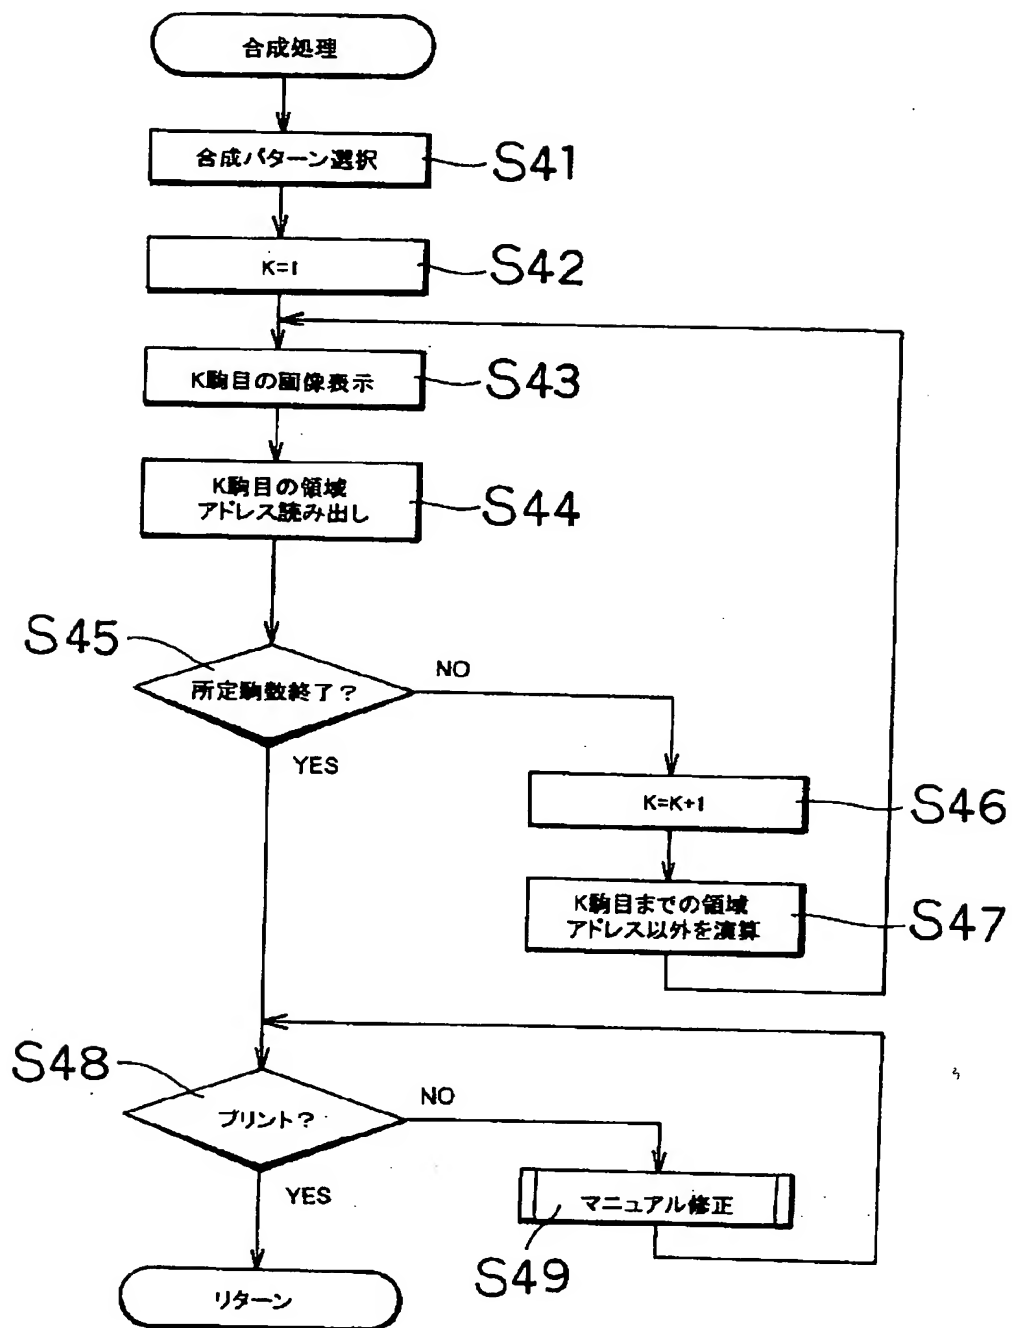 合成処理
合成パターン選択
S41
K=1
S42
K駒目の画像表示
S43
K駒目の領域
アドレス読み出し
S44
S45
所定駒数終了?
NO
YES
K=K+1
S46
K駒目までの領域
アドレス以外を演算
S47
S48
プリント?
NO
YES
マニュアル修正
S49
リターン